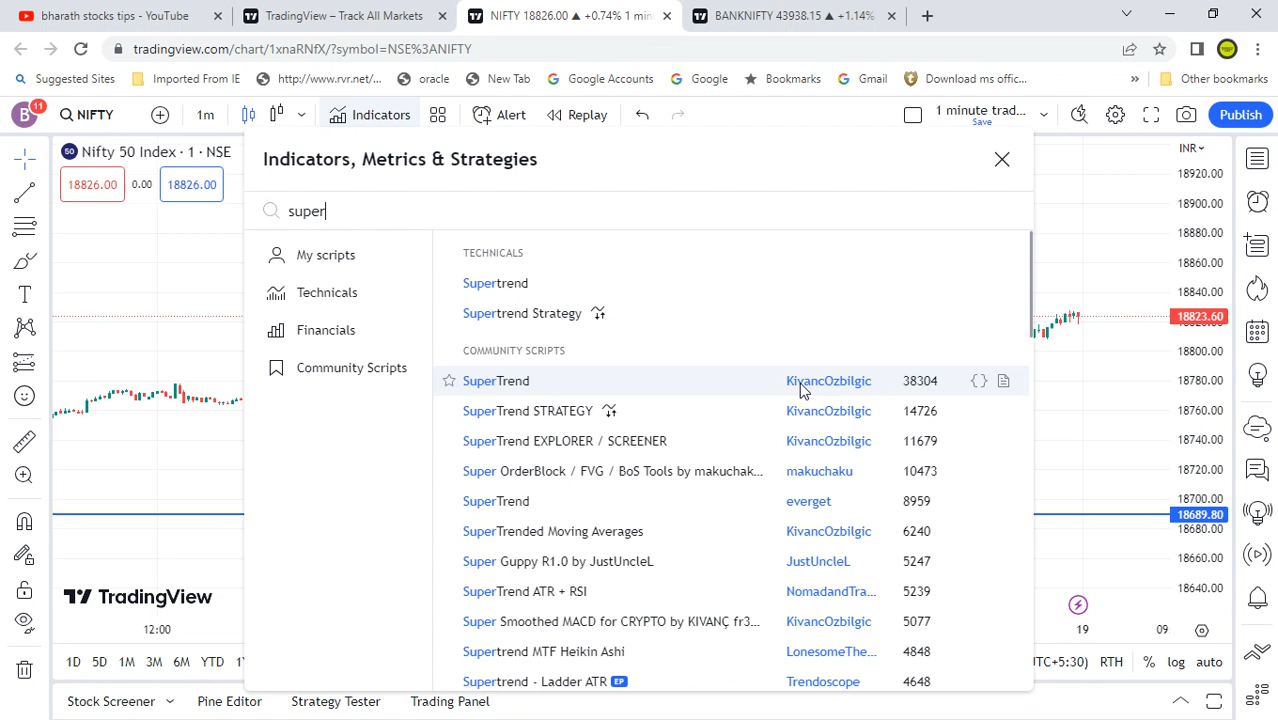 bharath stocks tips - YouTube
TradingView – Track All Markets
NIFTY 18826.00 ▲ +0.74% 1 min
BANKNIFTY 43938.15 ▲ +1.14%
tradingview.com/chart/1xnaRNfX/?symbol=NSE%3ANIFTY
Suggested Sites
Imported From IE
http://www.rvr.net/...
oracle
New Tab
Google Accounts
Google
Bookmarks
Gmail
Download ms offic...
»
Other bookmarks
B
11
NIFTY
1m
Indicators
Alert
Replay
1 minute trad...
Save
Publish
50 Nifty 50 Index · 1 · NSE
INR
18826.00 0.00 18826.00
Indicators, Metrics & Strategies
super
My scripts
Technicals
Financials
Community Scripts
TECHNICALS
Supertrend
Supertrend Strategy
COMMUNITY SCRIPTS
SuperTrend KivancOzbilgic 38304
SuperTrend STRATEGY KivancOzbilgic 14726
SuperTrend EXPLORER / SCREENER KivancOzbilgic 11679
Super OrderBlock / FVG / BoS Tools by makuchak... makuchaku 10473
SuperTrend everget 8959
SuperTrended Moving Averages KivancOzbilgic 6240
Super Guppy R1.0 by JustUncleL JustUncleL 5247
SuperTrend ATR + RSI NomadandTra... 5239
Super Smoothed MACD for CRYPTO by KIVANÇ fr3... KivancOzbilgic 5077
Supertrend MTF Heikin Ashi LonesomeThe... 4848
Supertrend - Ladder ATR EP Trendoscope 4648
18920.00
18900.00
18880.00
18860.00
18840.00
18823.60
18800.00
18780.00
18760.00
18740.00
18720.00
18700.00
18689.80
18680.00
18660.00
18640.00
TradingView
12:00
19
09:
1D 5D 1M 3M 6M YTD
UTC+5:30) RTH % log auto
Stock Screener
Pine Editor
Strategy Tester
Trading Panel